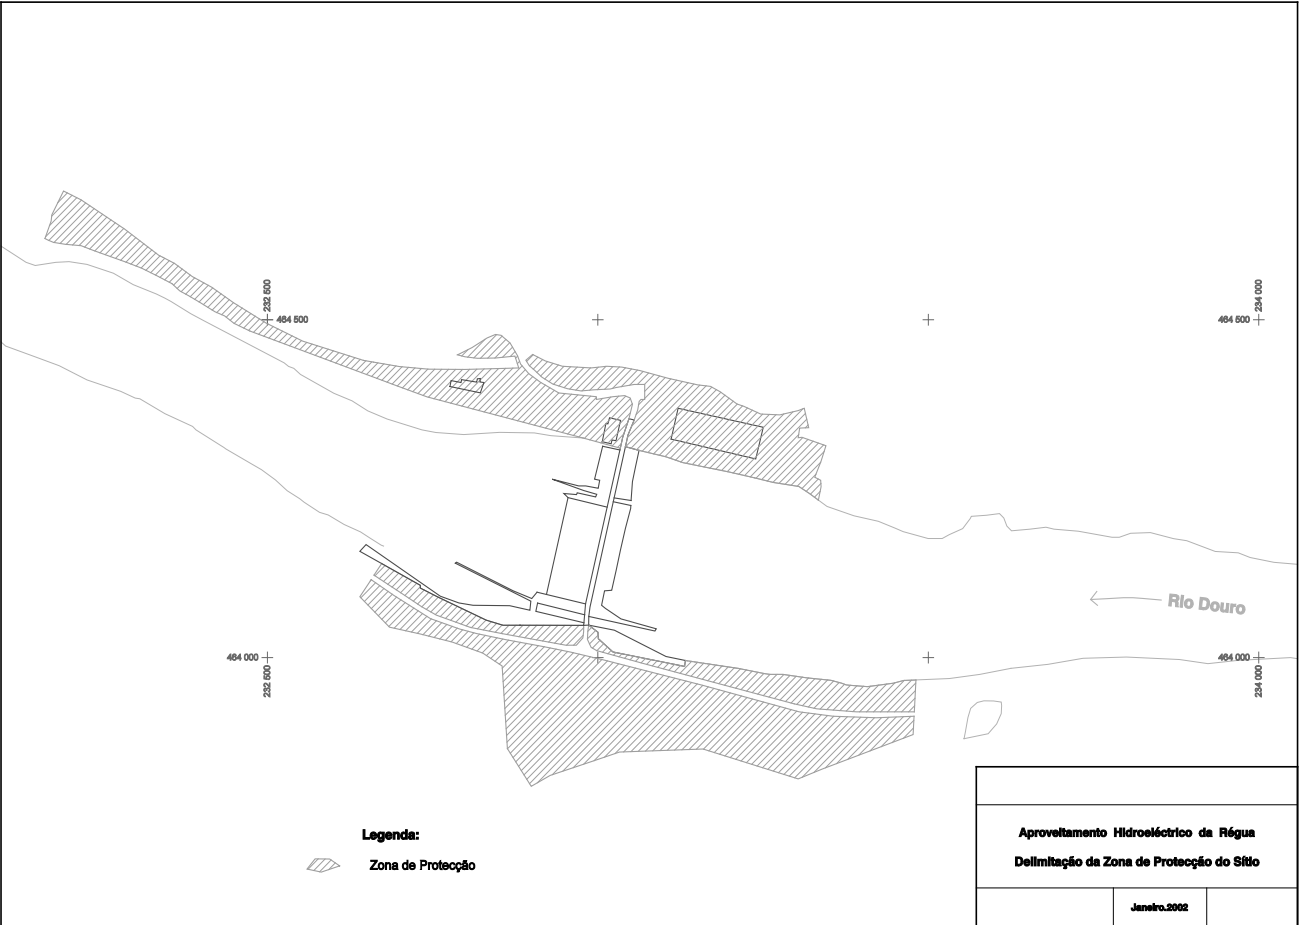 232 500
464 500
234 000
464 500
Rio Douro
464 000
232 500
464 000
234 000
Legenda:
Zona de Protecção
Aproveitamento Hidroeléctrico da Régua
Delimitação da Zona de Protecção do Sítio
Janeiro.2002